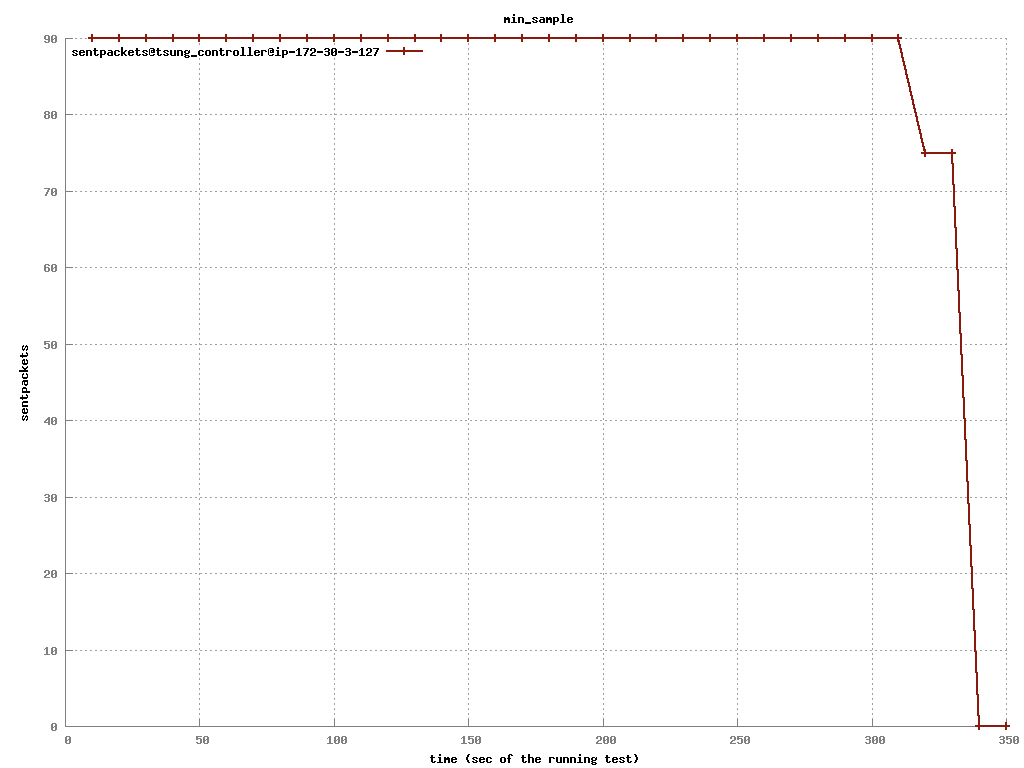 min_sample
90
sentpackets@tsung_controller@ip-172-30-3-127
80
70
60
50
sentpackets
40
30
20
10
0
0 50 100 150 200 250 300 350
time (sec of the running test)